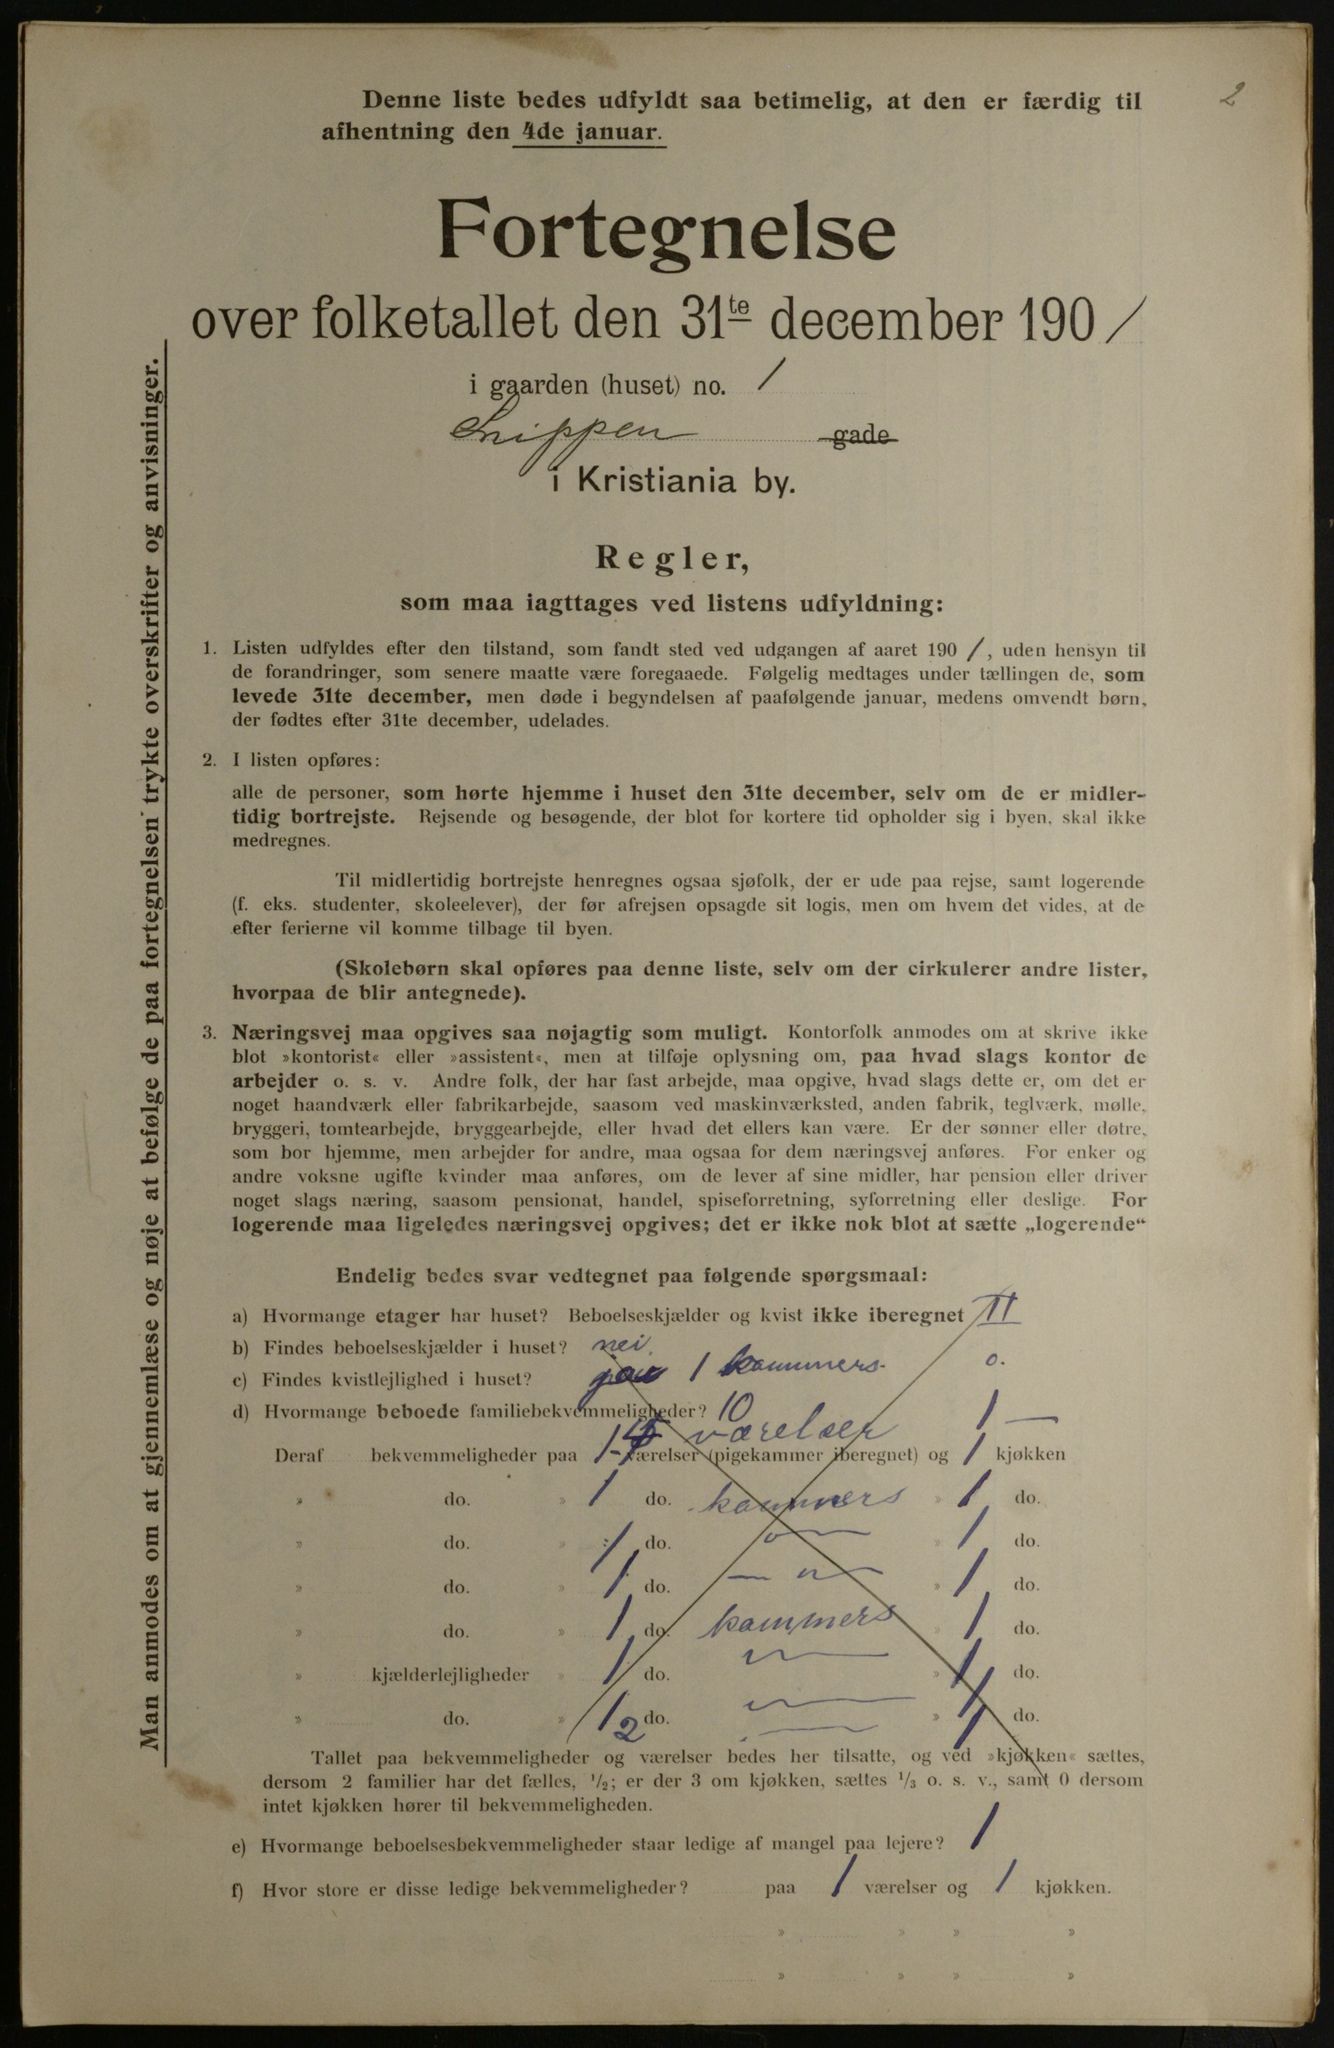 2
Denne liste bedes udfyldt saa betimelig, at den er færdig til
afhentning den 4de januar.
Fortegnelse
over folketallet den 31te december 1901
i gaarden (huset) no. 1
Snippen gade
i Kristiania by.
Regler,
som maa iagttages ved listens udfyldning:
1. Listen udfyldes efter den tilstand, som fandt sted ved udgangen af aaret 1901, uden hensyn til
de forandringer, som senere maatte være foregaaede. Følgelig medtages under tællingen de, som
levede 31te december, men døde i begyndelsen af paafølgende januar, medens omvendt børn,
der fødtes efter 31te december, udelades.
2. I listen opføres:
alle de personer, som hørte hjemme i huset den 31te december, selv om de er midler-
tidig bortrejste. Rejsende og besøgende, der blot for kortere tid opholder sig i byen, skal ikke
medregnes.
Til midlertidig bortrejste henregnes ogsaa sjøfolk, der er ude paa rejse, samt logerende
(f. eks. studenter, skoleelever), der før afrejsen opsagde sit logis, men om hvem det vides, at de
efter ferierne vil komme tilbage til byen.
(Skolebørn skal opføres paa denne liste, selv om der cirkulerer andre lister,
hvorpaa de blir antegnede).
3. Næringsvej maa opgives saa nøjagtig som muligt. Kontorfolk anmodes om at skrive ikke
blot »kontorist« eller »assistent«, men at tilføje oplysning om, paa hvad slags kontor de
arbejder o. s. v. Andre folk, der har fast arbejde, maa opgive, hvad slags dette er, om det er
noget haandværk eller fabrikarbejde, saasom ved maskinværksted, anden fabrik, teglværk, mølle,
bryggeri, tomtearbejde, bryggearbejde, eller hvad det ellers kan være. Er der sønner eller døtre,
som bor hjemme, men arbejder for andre, maa ogsaa for dem næringsvej anføres. For enker og
andre voksne ugifte kvinder maa anføres, om de lever af sine midler, har pension eller driver
noget slags næring, saasom pensionat, handel, spiseforretning, syforretning eller deslige. For
logerende maa ligeledes næringsvej opgives; det er ikke nok blot at sætte „logerende“
Endelig bedes svar vedtegnet paa følgende spørgsmaal:
a) Hvormange etager har huset? Beboelseskjælder og kvist ikke iberegnet II
b) Findes beboelseskjælder i huset? nei.
c) Findes kvistlejlighed i huset? 1 kammers. o.
d) Hvormange beboede familiebekvemmeligheder? 10
værelser 1 —
Deraf bekvemmeligheder paa 1 værelser (pigekammer iberegnet) og 1 kjøkken
» do. » 1 do. kammers » 1 do.
» do. » 1 do. » 1 do.
» do. » 1 do. » 1 do.
» do. » 1 do. kammers » 1 do.
» kjælderlejligheder » 1 do. » 1 do.
» do. » 1 do. » 1 do.
2 1
Tallet paa bekvemmeligheder og værelser bedes her tilsatte, og ved »kjøkken« sættes,
dersom 2 familier har det fælles, 1/2; er der 3 om kjøkken, sættes 1/3 o. s. v., samt 0 dersom
intet kjøkken hører til bekvemmeligheden.
e) Hvormange beboelsesbekvemmeligheder staar ledige af mangel paa lejere? 1
f) Hvor store er disse ledige bekvemmeligheder? paa 1 værelser og 1 kjøkken.
» » » »
» » » »
Man anmodes om at gjennemlæse og nøje at befølge de paa fortegnelsen trykte overskrifter og anvisninger.